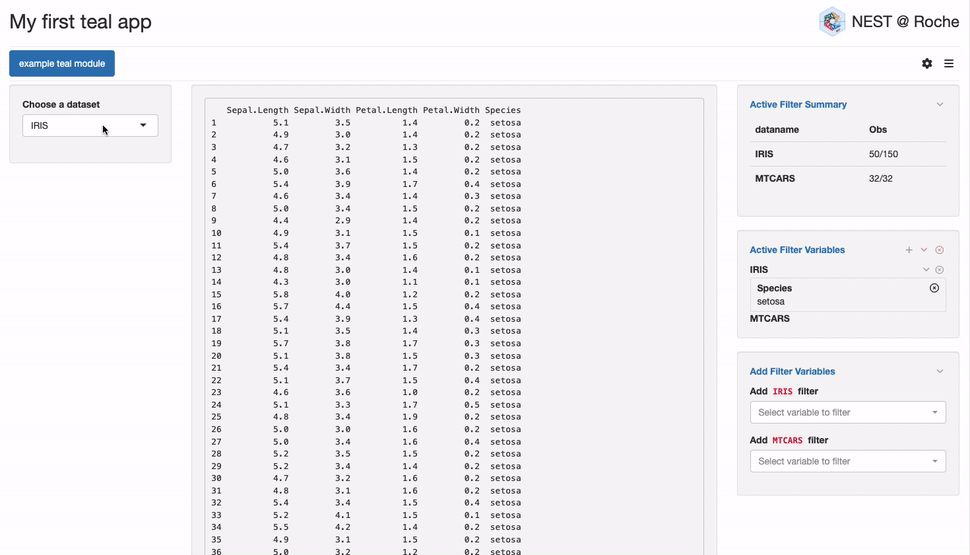 My first teal app
NEST @ Roche
example teal module
Choose a dataset
IRIS
Sepal.Length Sepal.Width Petal.Length Petal.Width Species
1 5.1 3.5 1.4 0.2 setosa
2 4.9 3.0 1.4 0.2 setosa
3 4.7 3.2 1.3 0.2 setosa
4 4.6 3.1 1.5 0.2 setosa
5 5.0 3.6 1.4 0.2 setosa
6 5.4 3.9 1.7 0.4 setosa
7 4.6 3.4 1.4 0.3 setosa
8 5.0 3.4 1.5 0.2 setosa
9 4.4 2.9 1.4 0.2 setosa
10 4.9 3.1 1.5 0.1 setosa
11 5.4 3.7 1.5 0.2 setosa
12 4.8 3.4 1.6 0.2 setosa
13 4.8 3.0 1.4 0.1 setosa
14 4.3 3.0 1.1 0.1 setosa
15 5.8 4.0 1.2 0.2 setosa
16 5.7 4.4 1.5 0.4 setosa
17 5.4 3.9 1.3 0.4 setosa
18 5.1 3.5 1.4 0.3 setosa
19 5.7 3.8 1.7 0.3 setosa
20 5.1 3.8 1.5 0.3 setosa
21 5.4 3.4 1.7 0.2 setosa
22 5.1 3.7 1.5 0.4 setosa
23 4.6 3.6 1.0 0.2 setosa
24 5.1 3.3 1.7 0.5 setosa
25 4.8 3.4 1.9 0.2 setosa
26 5.0 3.0 1.6 0.2 setosa
27 5.0 3.4 1.6 0.4 setosa
28 5.2 3.5 1.5 0.2 setosa
29 5.2 3.4 1.4 0.2 setosa
30 4.7 3.2 1.6 0.2 setosa
31 4.8 3.1 1.6 0.2 setosa
32 5.4 3.4 1.5 0.4 setosa
33 5.2 4.1 1.5 0.1 setosa
34 5.5 4.2 1.4 0.2 setosa
35 4.9 3.1 1.5 0.2 setosa
36 5.0 3.2 1.2 0.2 setosa
Active Filter Summary
dataname Obs
IRIS 50/150
MTCARS 32/32
Active Filter Variables
IRIS
Species
setosa
MTCARS
Add Filter Variables
Add IRIS filter
Select variable to filter
Add MTCARS filter
Select variable to filter